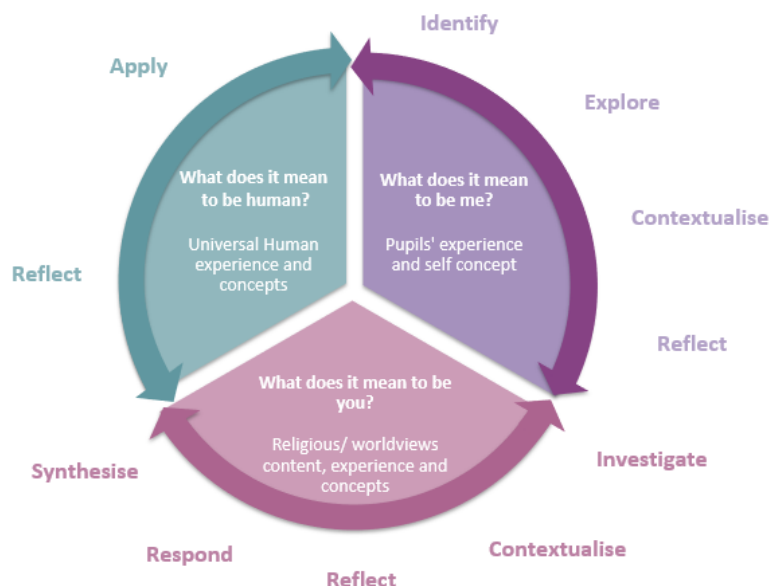 Identify
Apply
Explore
What does it mean
to be human?
Universal Human
experience and
concepts
What does it mean
to be me?
Pupils' experience
and self concept
Contextualise
Reflect
Reflect
What does it mean to be
you?
Religious/ worldviews
content, experience and
concepts
Investigate
Synthesise
Contextualise
Respond
Reflect